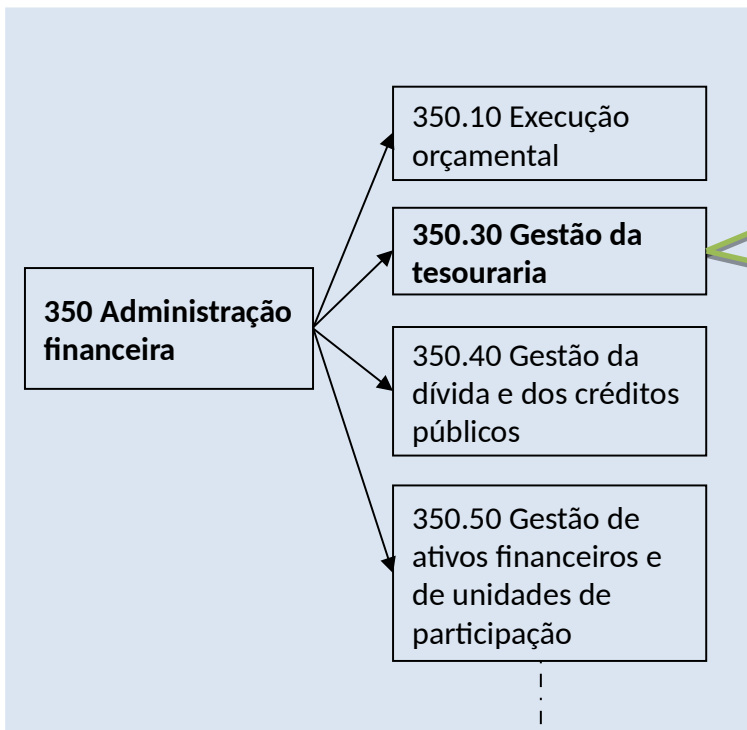 350.10 Execução
orçamental
350.30 Gestão da
tesouraria
350 Administração
financeira
350.40 Gestão da
dívida e dos créditos
públicos
350.50 Gestão de
ativos financeiros e
de unidades de
participação